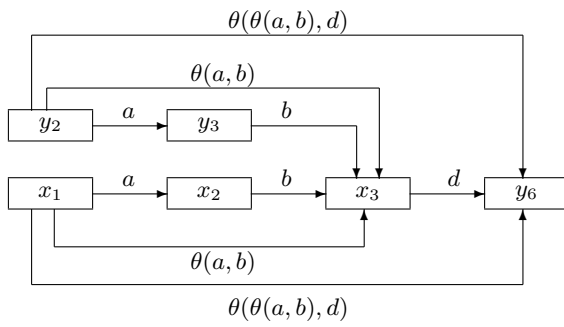 θ(θ(a, b), d)
θ(a, b)
y₂ a y₃ b
x₁ a x₂ b x₃ d y₆
θ(a, b)
θ(θ(a, b), d)